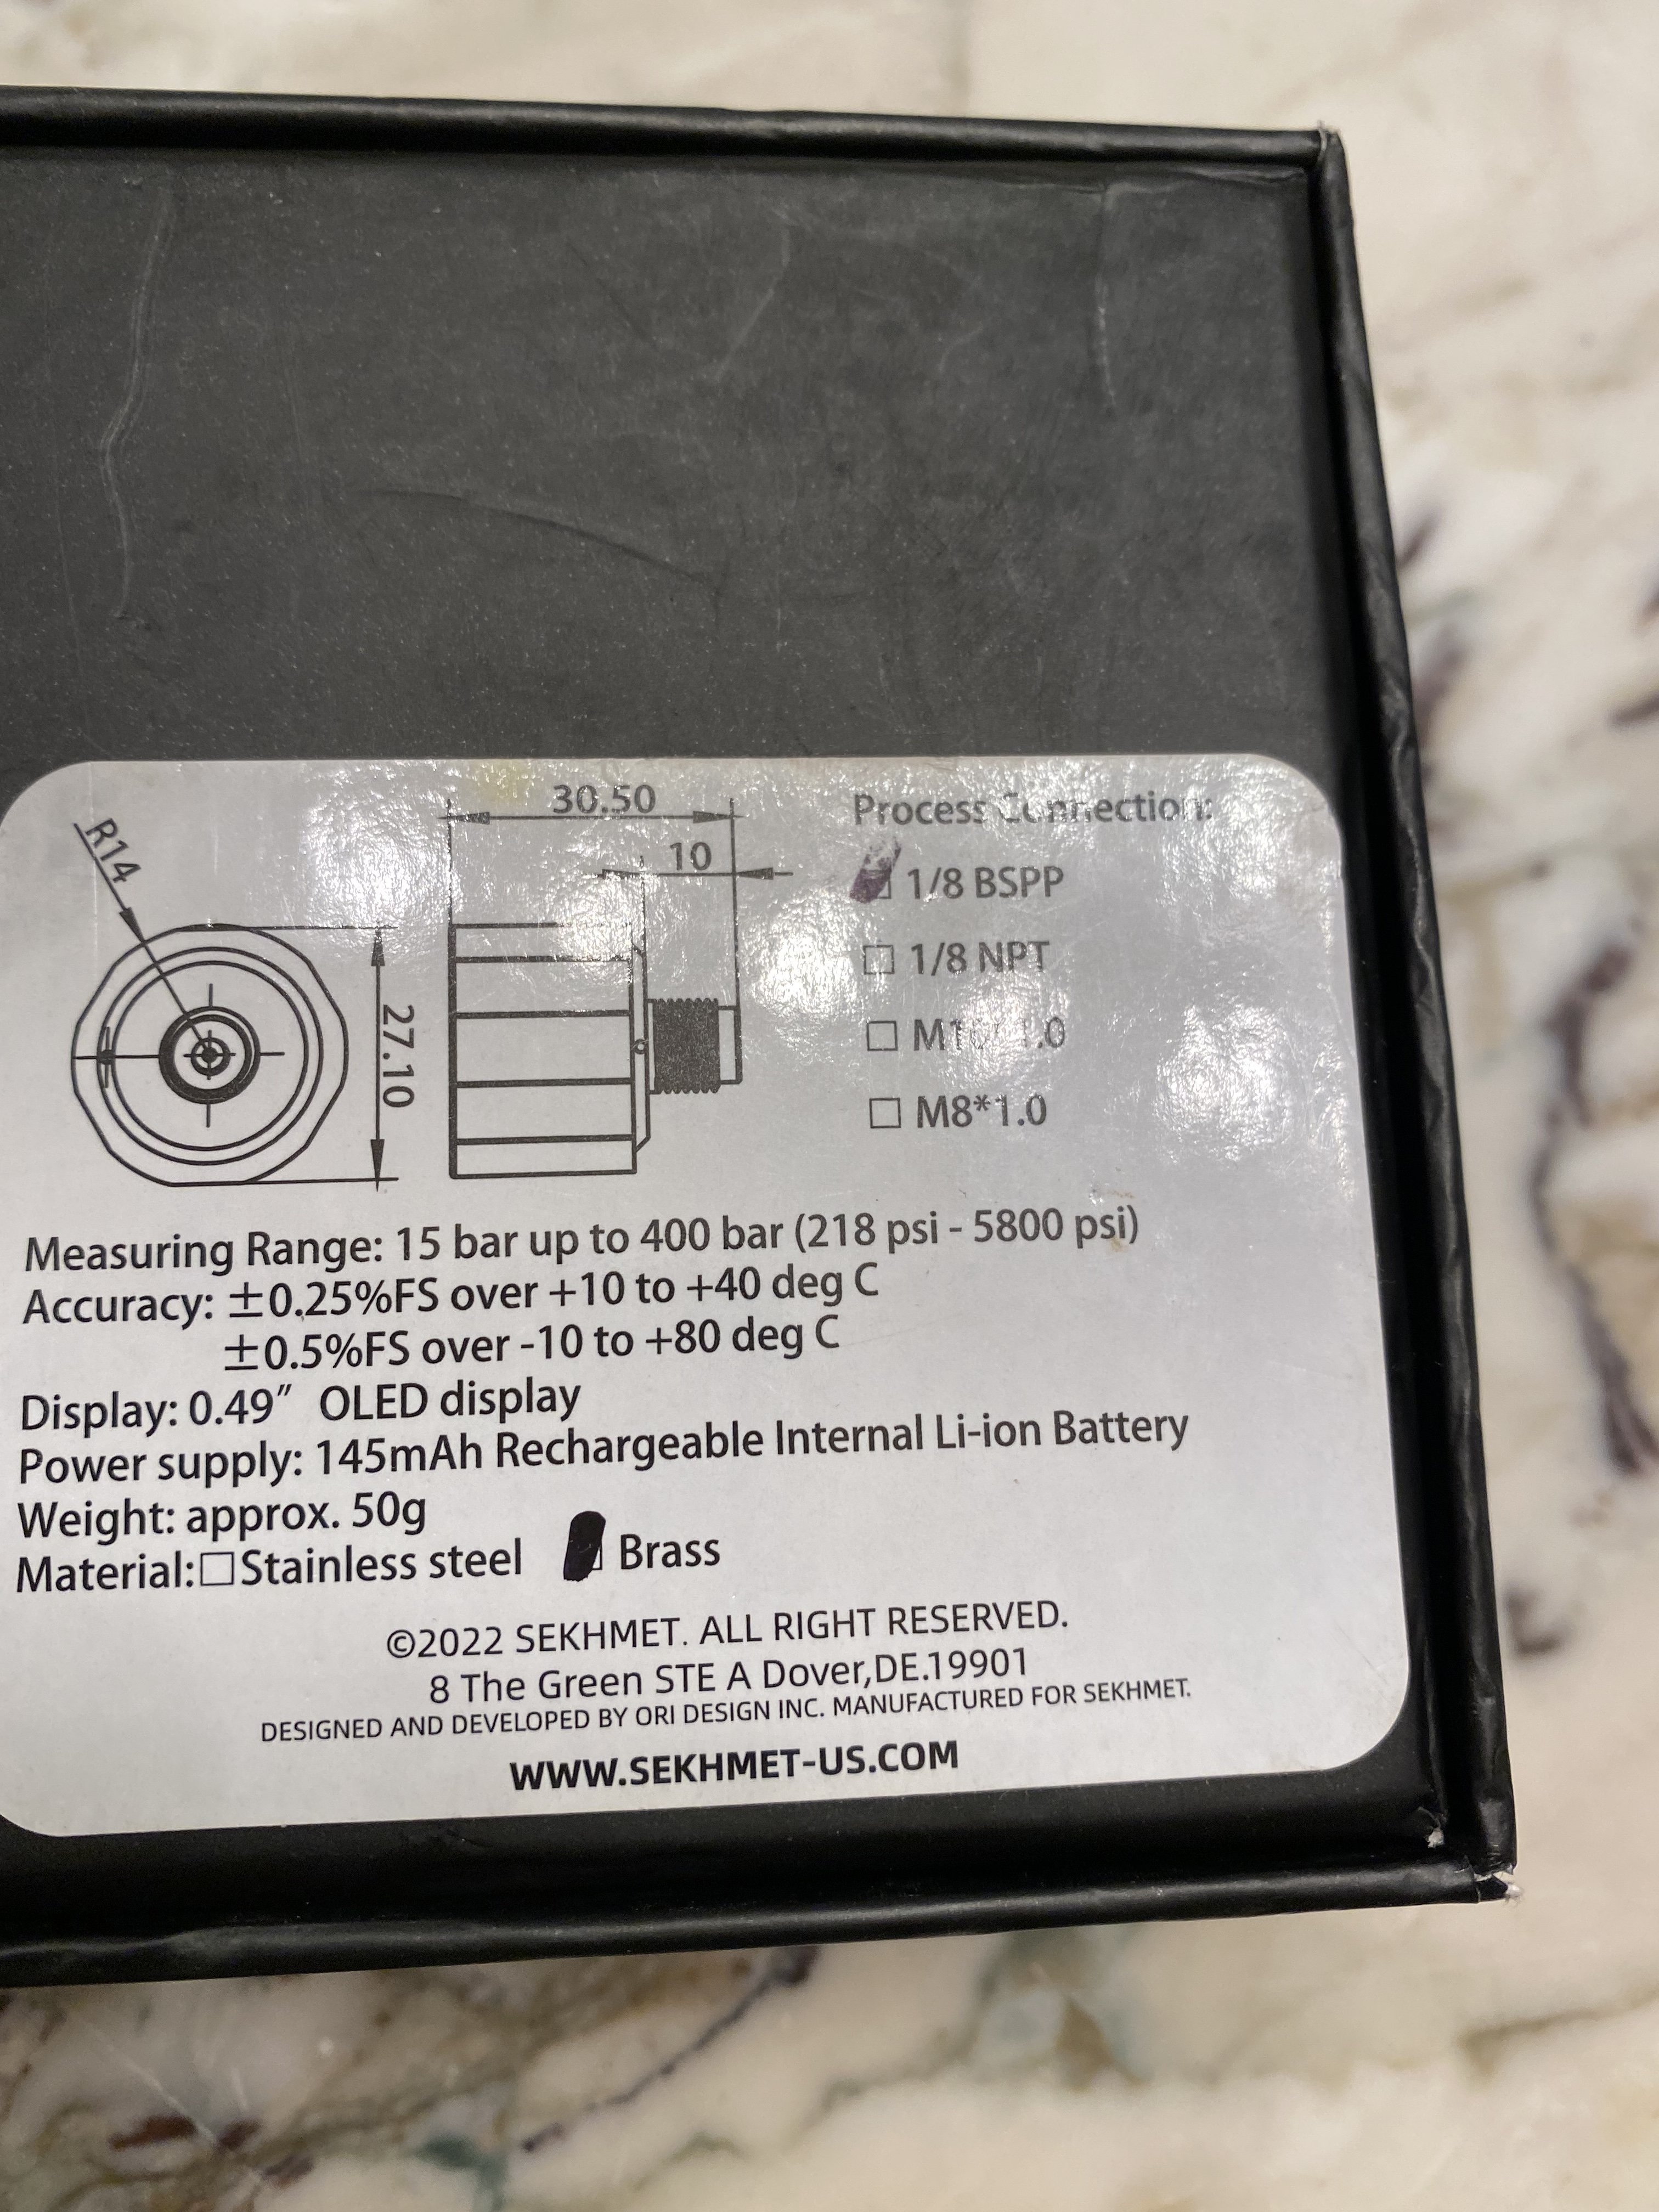 30.50
10
R14
27.10
Process Connection:
1/8 BSPP
1/8 NPT
M8*1.0
Measuring Range: 15 bar up to 400 bar (218 psi - 5800 psi)
Accuracy: ±0.25%FS over +10 to +40 deg C
±0.5%FS over -10 to +80 deg C
Display: 0.49″ OLED display
Power supply: 145mAh Rechargeable Internal Li-ion Battery
Weight: approx. 50g
Material:□Stainless steel Brass
©2022 SEKHMET. ALL RIGHT RESERVED.
8 The Green STE A Dover,DE.19901
DESIGNED AND DEVELOPED BY ORI DESIGN INC. MANUFACTURED FOR SEKHMET.
WWW.SEKHMET-US.COM